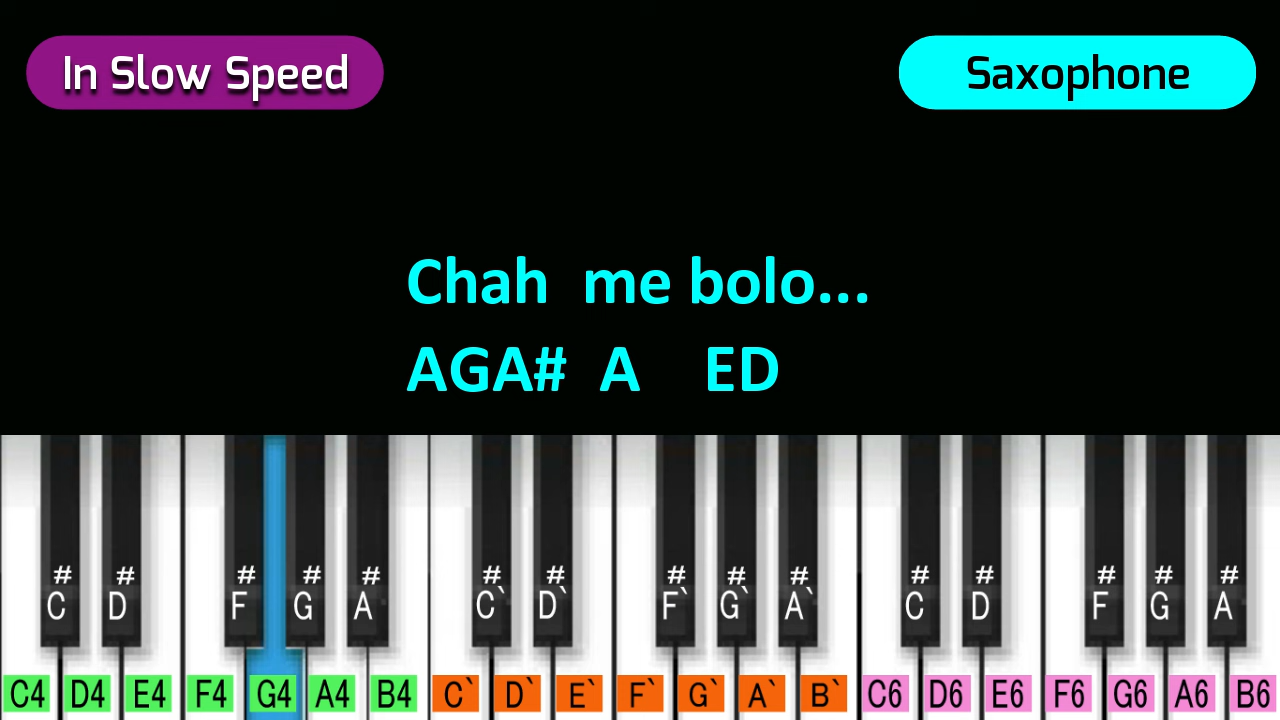 In Slow Speed
Saxophone
Chah me bolo...
AGA# A ED
# # # # # # # # # # # # # # #
C D F G A C` D` F` G` A` C D F G A
C4 D4 E4 F4 G4 A4 B4 C` D` E` F` G` A` B` C6 D6 E6 F6 G6 A6 B6